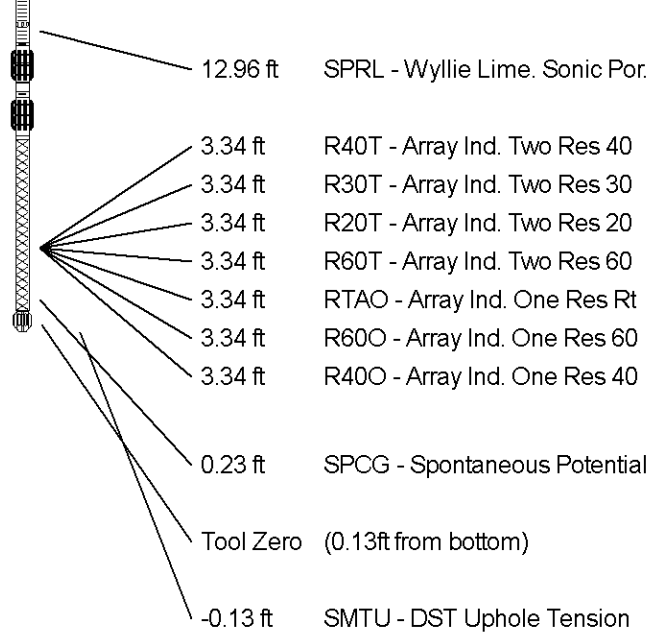 12.96 ft SPRL - Wyllie Lime. Sonic Por.
3.34 ft R40T - Array Ind. Two Res 40
3.34 ft R30T - Array Ind. Two Res 30
3.34 ft R20T - Array Ind. Two Res 20
3.34 ft R60T - Array Ind. Two Res 60
3.34 ft RTAO - Array Ind. One Res Rt
3.34 ft R60O - Array Ind. One Res 60
3.34 ft R40O - Array Ind. One Res 40
0.23 ft SPCG - Spontaneous Potential
Tool Zero (0.13ft from bottom)
-0.13 ft SMTU - DST Uphole Tension